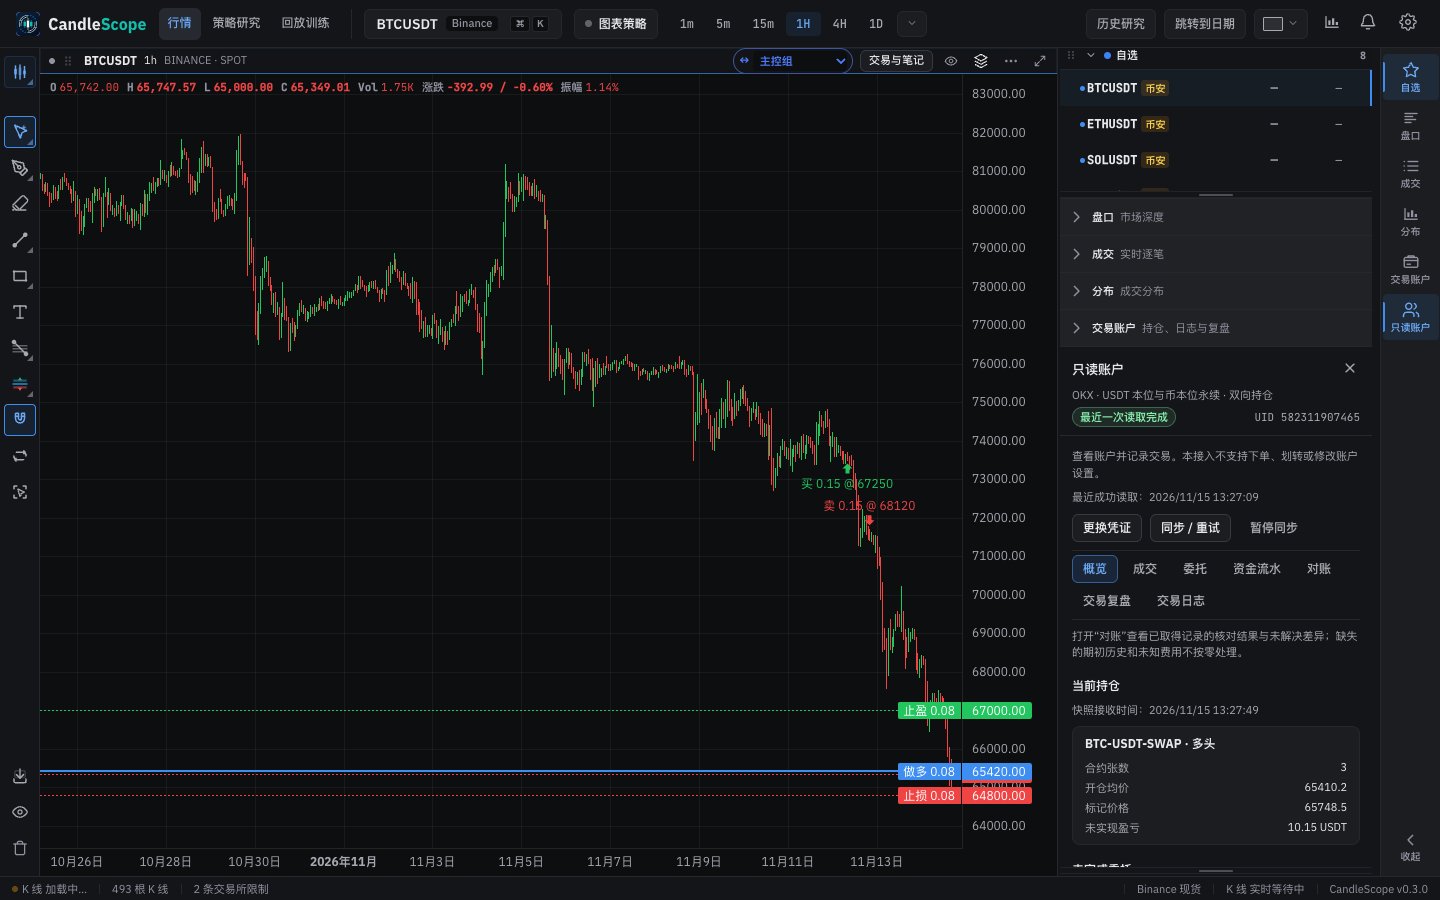 CandleScope 行情 策略研究 回放训练 BTCUSDT Binance ⌘ K 图表策略 1m 5m 15m 1H 4H 1D 历史研究 跳转到日期
BTCUSDT 1h BINANCE · SPOT 主控组 交易与笔记
O 65,742.00 H 65,747.57 L 65,000.00 C 65,349.01 Vol 1.75K 涨跌 -392.99 / -0.60% 振幅 1.14%
83000.00
82000.00
81000.00
80000.00
79000.00
78000.00
77000.00
76000.00
75000.00
74000.00
73000.00
72000.00
71000.00
70000.00
69000.00
68000.00
买 0.15 @ 67250
卖 0.15 @ 68120
止盈 0.08 67000.00
66000.00
做多 0.08 65420.00
止损 0.08 64800.00
64000.00
10月26日 10月28日 10月30日 2026年11月 11月3日 11月5日 11月7日 11月9日 11月11日 11月13日
自选 8
BTCUSDT 币安 — —
ETHUSDT 币安 — —
SOLUSDT 币安 — —
盘口 市场深度
成交 实时逐笔
分布 成交分布
交易账户 持仓、日志与复盘
只读账户
OKX · USDT 本位与币本位永续 · 双向持仓
最近一次读取完成 UID 582311907465
查看账户并记录交易。本接入不支持下单、划转或修改账户
设置。
最近成功读取：2026/11/15 13:27:09
更换凭证 同步 / 重试 暂停同步
概览 成交 委托 资金流水 对账
交易复盘 交易日志
打开“对账”查看已取得记录的核对结果与未解决差异；缺失
的期初历史和未知费用不按零处理。
当前持仓
快照接收时间：2026/11/15 13:27:49
BTC-USDT-SWAP · 多头
合约张数 3
开仓均价 65410.2
标记价格 65748.5
未实现盈亏 10.15 USDT
自选
盘口
成交
分布
交易账户
只读账户
收起
K 线 加载中... 493 根 K 线 2 条交易所限制 Binance 现货 K 线 实时等待中 CandleScope v0.3.0